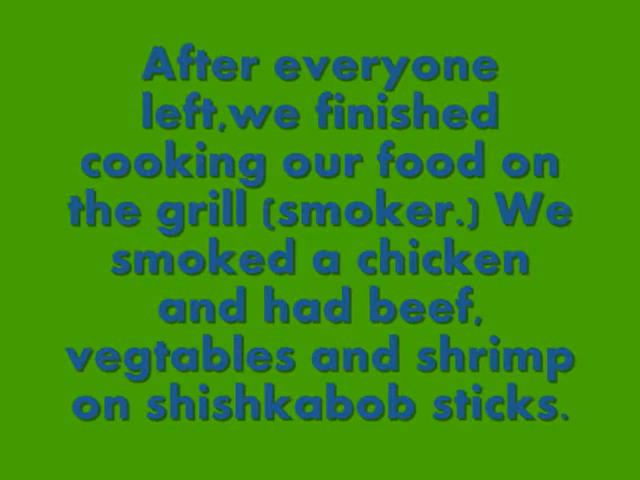 After everyone
left,we finished
cooking our food on
the grill (smoker.) We
smoked a chicken
and had beef,
vegtables and shrimp
on shishkabob sticks.